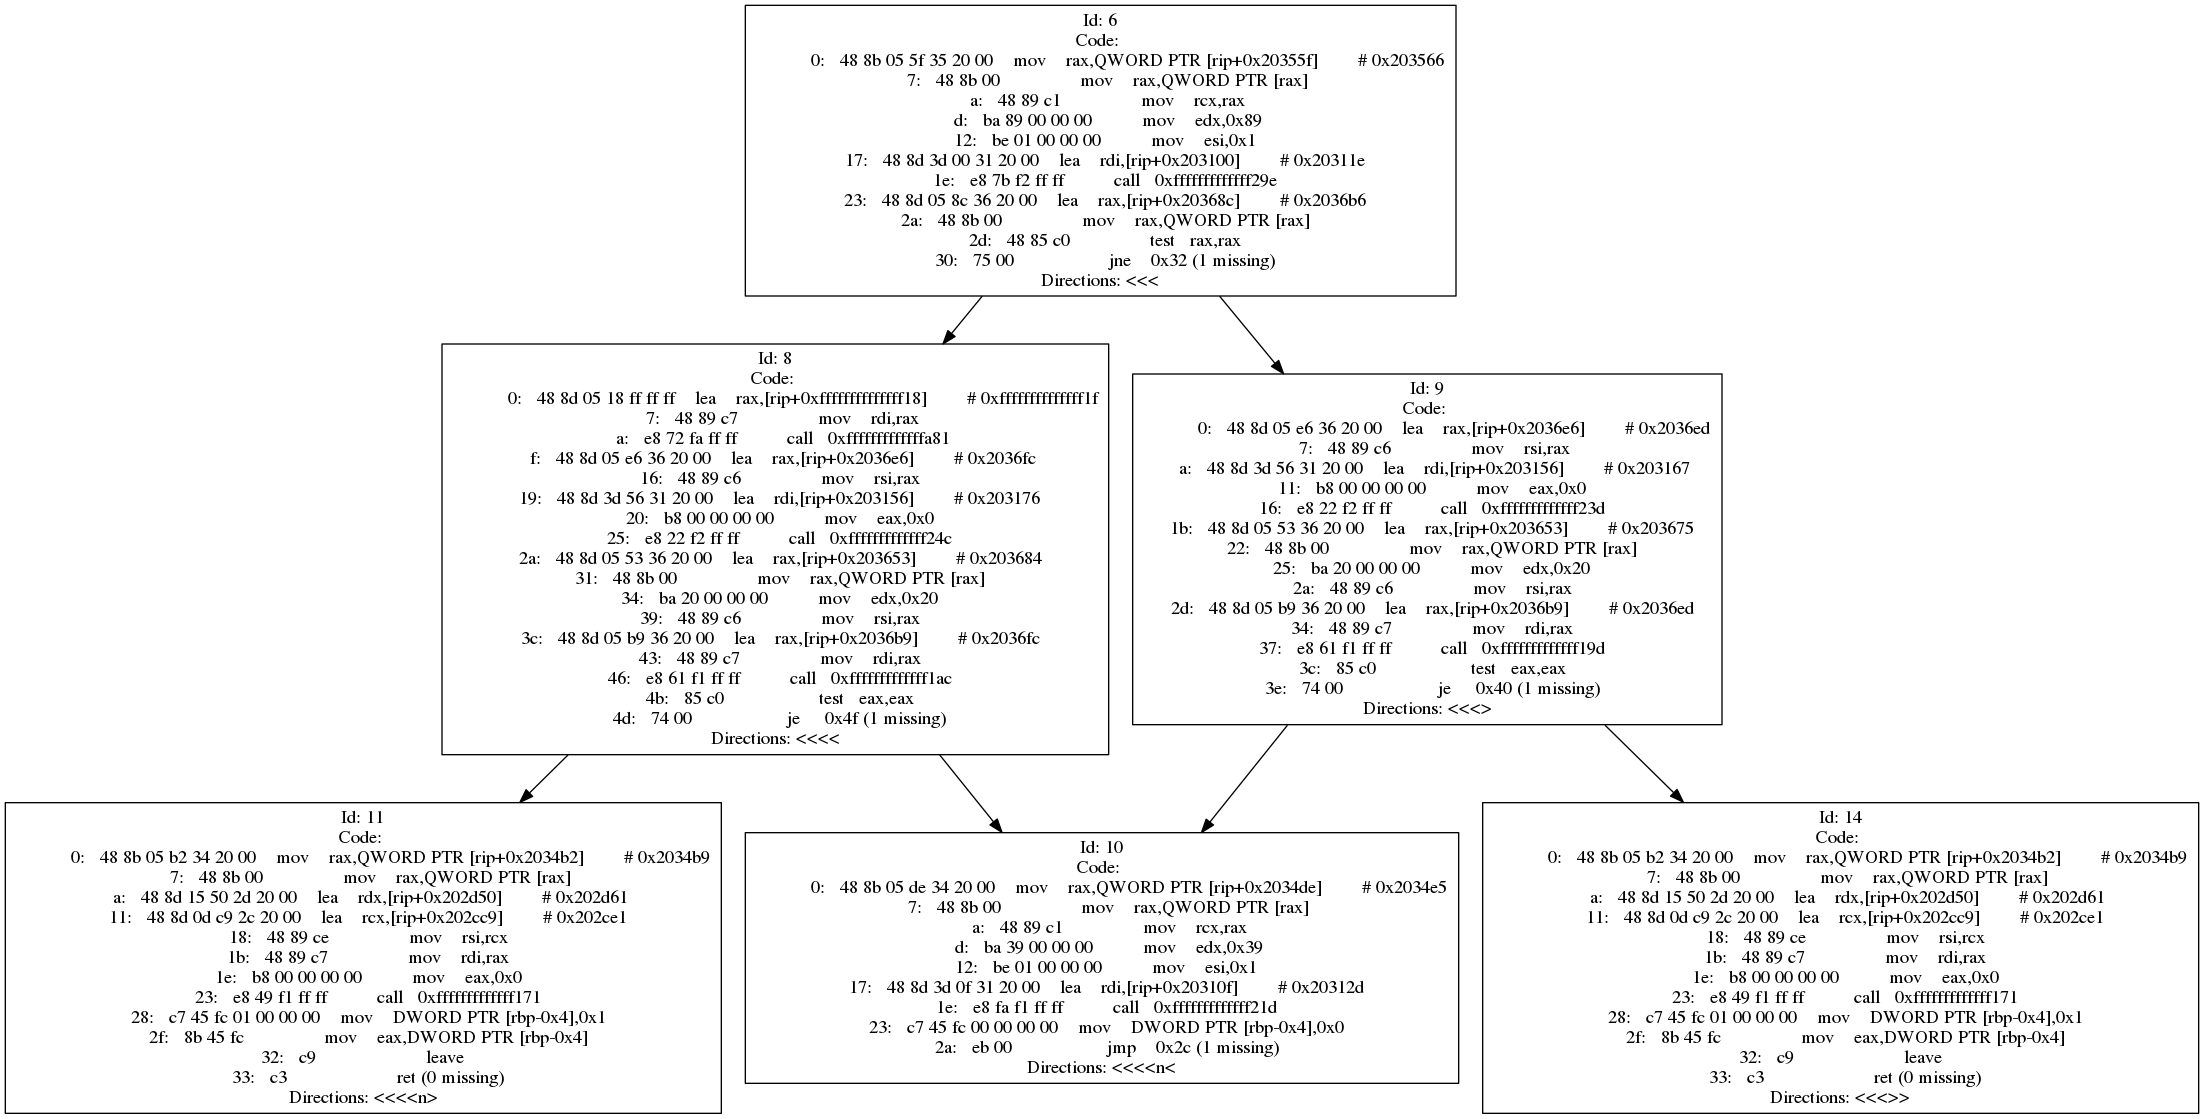 Id: 6
Code:
0: 48 8b 05 5f 35 20 00 mov rax,QWORD PTR [rip+0x20355f] # 0x203566
7: 48 8b 00 mov rax,QWORD PTR [rax]
a: 48 89 c1 mov rcx,rax
d: ba 89 00 00 00 mov edx,0x89
12: be 01 00 00 00 mov esi,0x1
17: 48 8d 3d 00 31 20 00 lea rdi,[rip+0x203100] # 0x20311e
1e: e8 7b f2 ff ff call 0xfffffffffffff29e
23: 48 8d 05 8c 36 20 00 lea rax,[rip+0x20368c] # 0x2036b6
2a: 48 8b 00 mov rax,QWORD PTR [rax]
2d: 48 85 c0 test rax,rax
30: 75 00 jne 0x32 (1 missing)
Directions: <<<
Id: 8
Code:
0: 48 8d 05 18 ff ff ff lea rax,[rip+0xffffffffffffff18] # 0xffffffffffffff1f
7: 48 89 c7 mov rdi,rax
a: e8 72 fa ff ff call 0xfffffffffffffa81
f: 48 8d 05 e6 36 20 00 lea rax,[rip+0x2036e6] # 0x2036fc
16: 48 89 c6 mov rsi,rax
19: 48 8d 3d 56 31 20 00 lea rdi,[rip+0x203156] # 0x203176
20: b8 00 00 00 00 mov eax,0x0
25: e8 22 f2 ff ff call 0xfffffffffffff24c
2a: 48 8d 05 53 36 20 00 lea rax,[rip+0x203653] # 0x203684
31: 48 8b 00 mov rax,QWORD PTR [rax]
34: ba 20 00 00 00 mov edx,0x20
39: 48 89 c6 mov rsi,rax
3c: 48 8d 05 b9 36 20 00 lea rax,[rip+0x2036b9] # 0x2036fc
43: 48 89 c7 mov rdi,rax
46: e8 61 f1 ff ff call 0xfffffffffffff1ac
4b: 85 c0 test eax,eax
4d: 74 00 je 0x4f (1 missing)
Directions: <<<<
Id: 9
Code:
0: 48 8d 05 e6 36 20 00 lea rax,[rip+0x2036e6] # 0x2036ed
7: 48 89 c6 mov rsi,rax
a: 48 8d 3d 56 31 20 00 lea rdi,[rip+0x203156] # 0x203167
11: b8 00 00 00 00 mov eax,0x0
16: e8 22 f2 ff ff call 0xfffffffffffff23d
1b: 48 8d 05 53 36 20 00 lea rax,[rip+0x203653] # 0x203675
22: 48 8b 00 mov rax,QWORD PTR [rax]
25: ba 20 00 00 00 mov edx,0x20
2a: 48 89 c6 mov rsi,rax
2d: 48 8d 05 b9 36 20 00 lea rax,[rip+0x2036b9] # 0x2036ed
34: 48 89 c7 mov rdi,rax
37: e8 61 f1 ff ff call 0xfffffffffffff19d
3c: 85 c0 test eax,eax
3e: 74 00 je 0x40 (1 missing)
Directions: <<<>
Id: 11
Code:
0: 48 8b 05 b2 34 20 00 mov rax,QWORD PTR [rip+0x2034b2] # 0x2034b9
7: 48 8b 00 mov rax,QWORD PTR [rax]
a: 48 8d 15 50 2d 20 00 lea rdx,[rip+0x202d50] # 0x202d61
11: 48 8d 0d c9 2c 20 00 lea rcx,[rip+0x202cc9] # 0x202ce1
18: 48 89 ce mov rsi,rcx
1b: 48 89 c7 mov rdi,rax
1e: b8 00 00 00 00 mov eax,0x0
23: e8 49 f1 ff ff call 0xfffffffffffff171
28: c7 45 fc 01 00 00 00 mov DWORD PTR [rbp-0x4],0x1
2f: 8b 45 fc mov eax,DWORD PTR [rbp-0x4]
32: c9 leave
33: c3 ret (0 missing)
Directions: <<<<n>
Id: 10
Code:
0: 48 8b 05 de 34 20 00 mov rax,QWORD PTR [rip+0x2034de] # 0x2034e5
7: 48 8b 00 mov rax,QWORD PTR [rax]
a: 48 89 c1 mov rcx,rax
d: ba 39 00 00 00 mov edx,0x39
12: be 01 00 00 00 mov esi,0x1
17: 48 8d 3d 0f 31 20 00 lea rdi,[rip+0x20310f] # 0x20312d
1e: e8 fa f1 ff ff call 0xfffffffffffff21d
23: c7 45 fc 00 00 00 00 mov DWORD PTR [rbp-0x4],0x0
2a: eb 00 jmp 0x2c (1 missing)
Directions: <<<<n<
Id: 14
Code:
0: 48 8b 05 b2 34 20 00 mov rax,QWORD PTR [rip+0x2034b2] # 0x2034b9
7: 48 8b 00 mov rax,QWORD PTR [rax]
a: 48 8d 15 50 2d 20 00 lea rdx,[rip+0x202d50] # 0x202d61
11: 48 8d 0d c9 2c 20 00 lea rcx,[rip+0x202cc9] # 0x202ce1
18: 48 89 ce mov rsi,rcx
1b: 48 89 c7 mov rdi,rax
1e: b8 00 00 00 00 mov eax,0x0
23: e8 49 f1 ff ff call 0xfffffffffffff171
28: c7 45 fc 01 00 00 00 mov DWORD PTR [rbp-0x4],0x1
2f: 8b 45 fc mov eax,DWORD PTR [rbp-0x4]
32: c9 leave
33: c3 ret (0 missing)
Directions: <<<>>